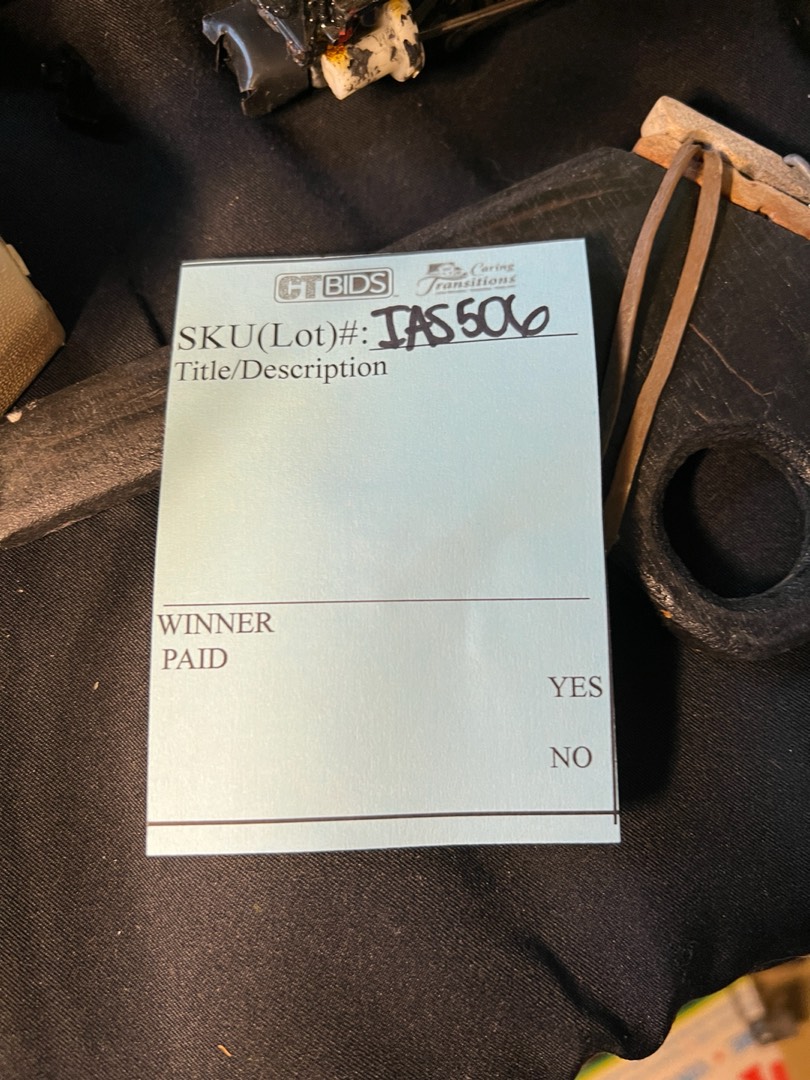 CTBIDS
Caring Transitions
SKU(Lot)#: IAS506
Title/Description
WINNER
PAID
YES
NO